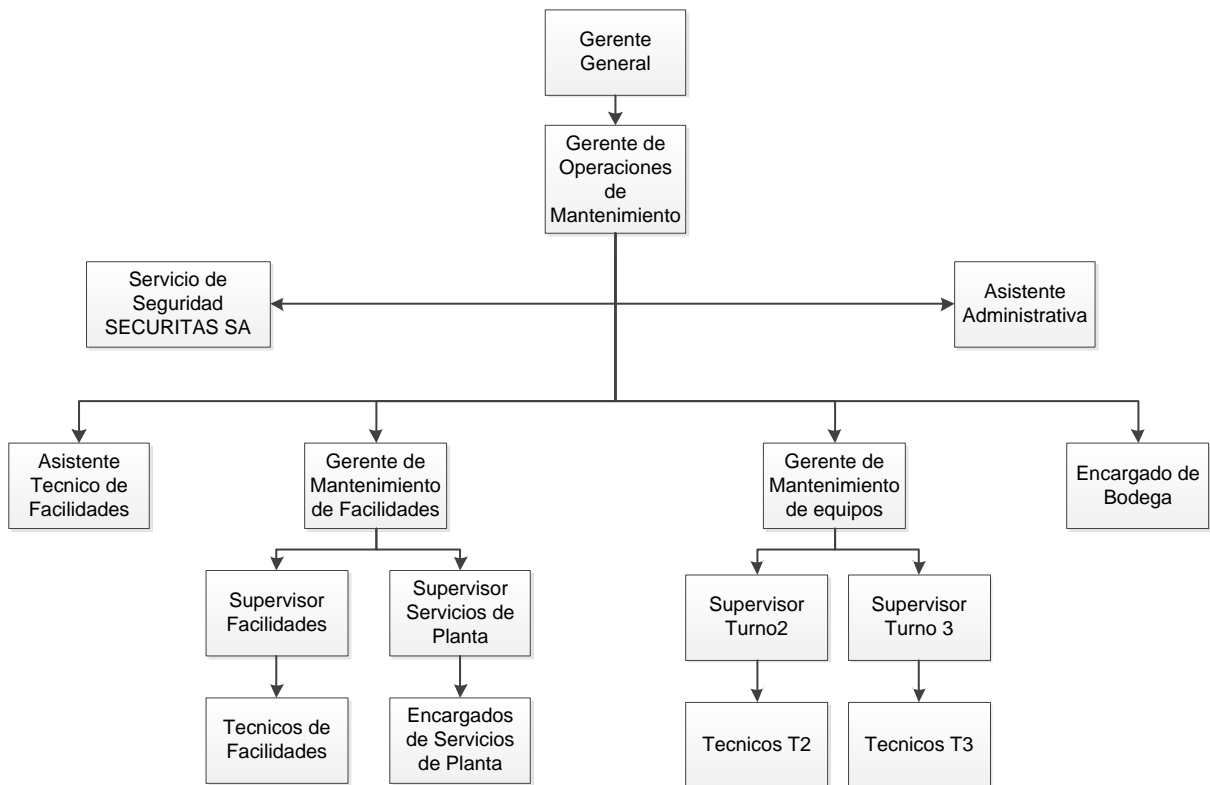 Gerente
General
Gerente de
Operaciones
de
Mantenimiento
Servicio de
Seguridad
SECURITAS SA
Asistente
Administrativa
Asistente
Tecnico de
Facilidades
Gerente de
Mantenimiento
de Facilidades
Gerente de
Mantenimiento
de equipos
Encargado de
Bodega
Supervisor
Facilidades
Supervisor
Servicios de
Planta
Supervisor
Turno2
Supervisor
Turno 3
Tecnicos de
Facilidades
Encargados
de Servicios
de Planta
Tecnicos T2
Tecnicos T3